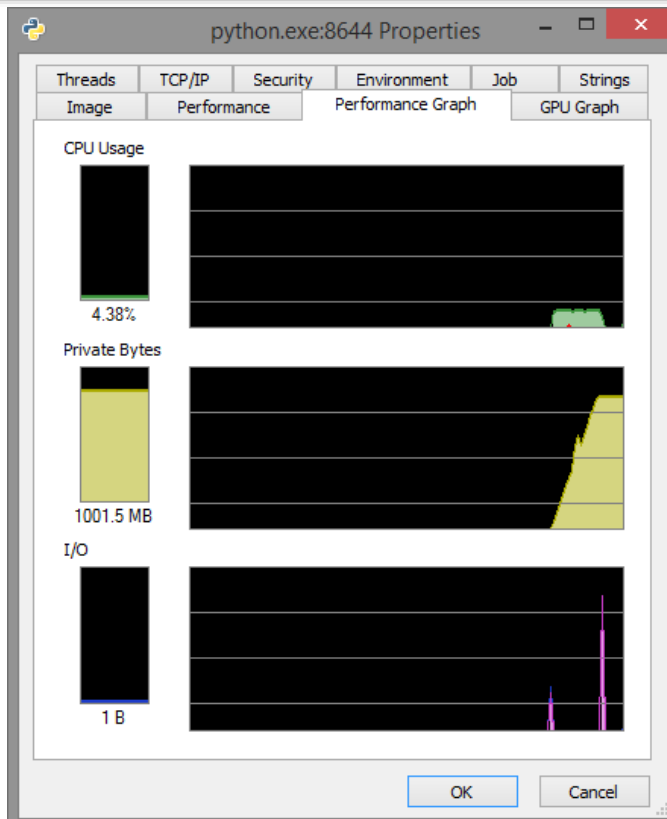 python.exe:8644 Properties
Threads TCP/IP Security Environment Job Strings
Image Performance Performance Graph GPU Graph
CPU Usage
4.38%
Private Bytes
1001.5 MB
I/O
1 B
OK Cancel